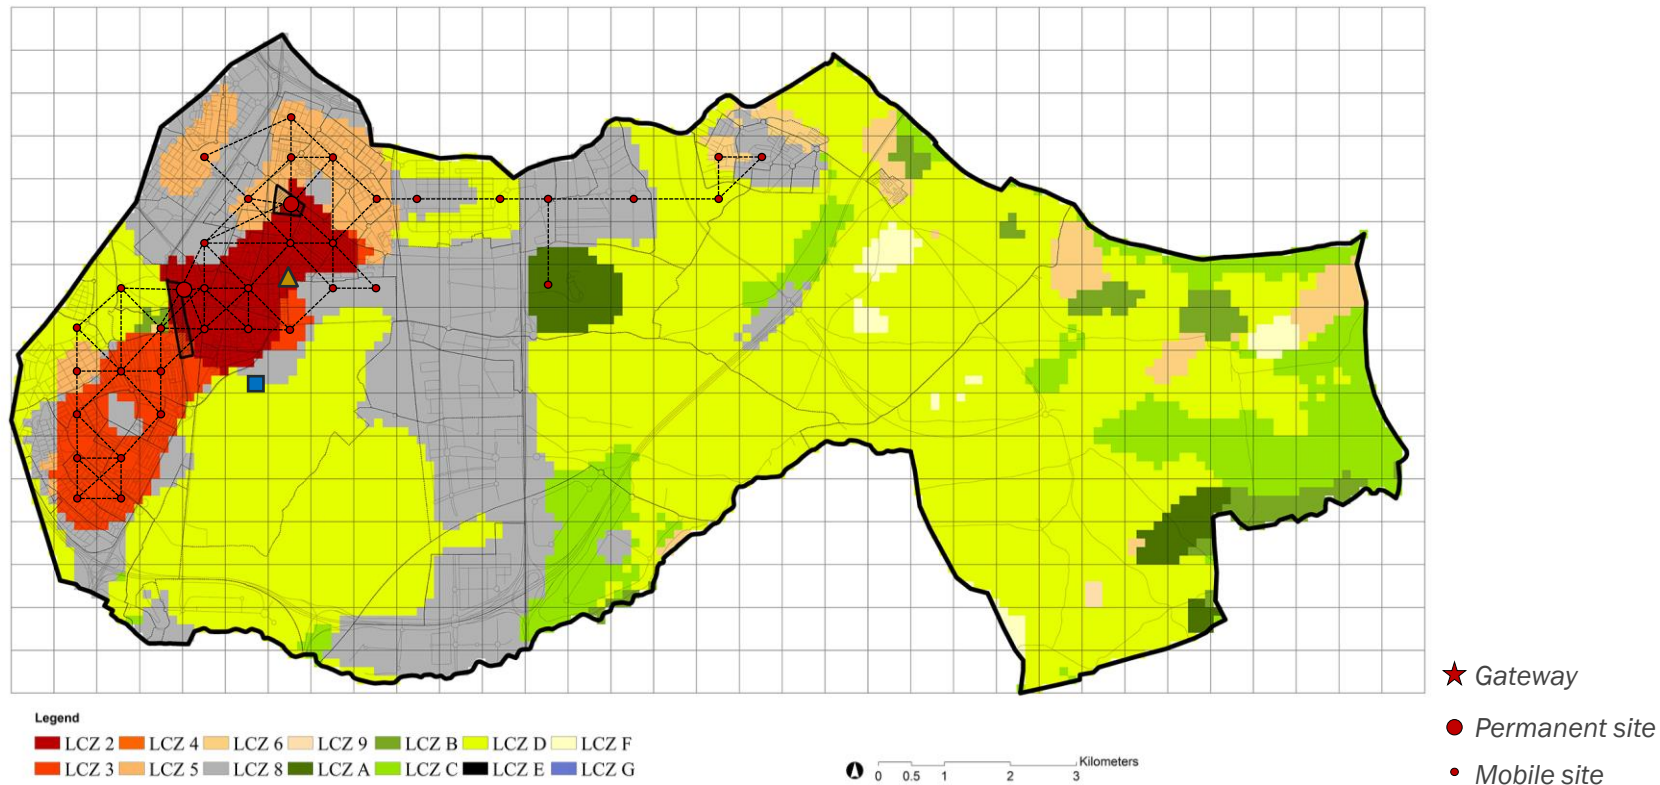 Legend
LCZ 2 LCZ 4 LCZ 6 LCZ 9 LCZ B LCZ D LCZ F
LCZ 3 LCZ 5 LCZ 8 LCZ A LCZ C LCZ E LCZ G
Kilometers
0 0.5 1 2 3
Gateway
Permanent site
Mobile site